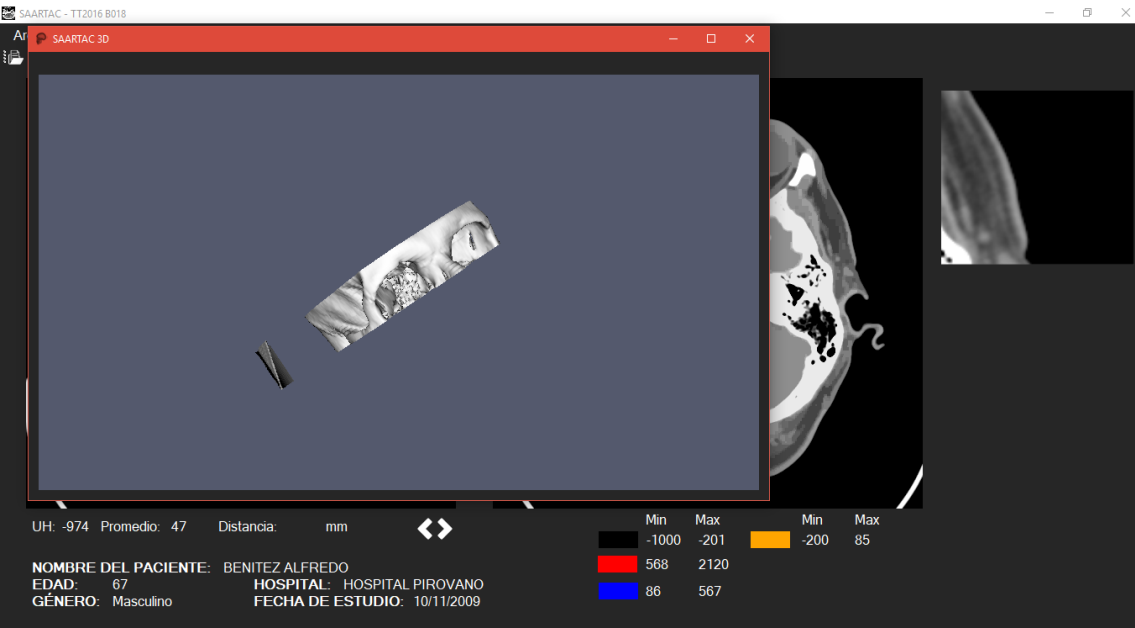 SAARTAC - TT2016 B018
Ar
SAARTAC 3D
UH: -974 Promedio: 47 Distancia: mm
Min Max Min Max
-1000 -201 -200 85
568 2120
86 567
NOMBRE DEL PACIENTE: BENITEZ ALFREDO
EDAD: 67 HOSPITAL: HOSPITAL PIROVANO
GÉNERO: Masculino FECHA DE ESTUDIO: 10/11/2009